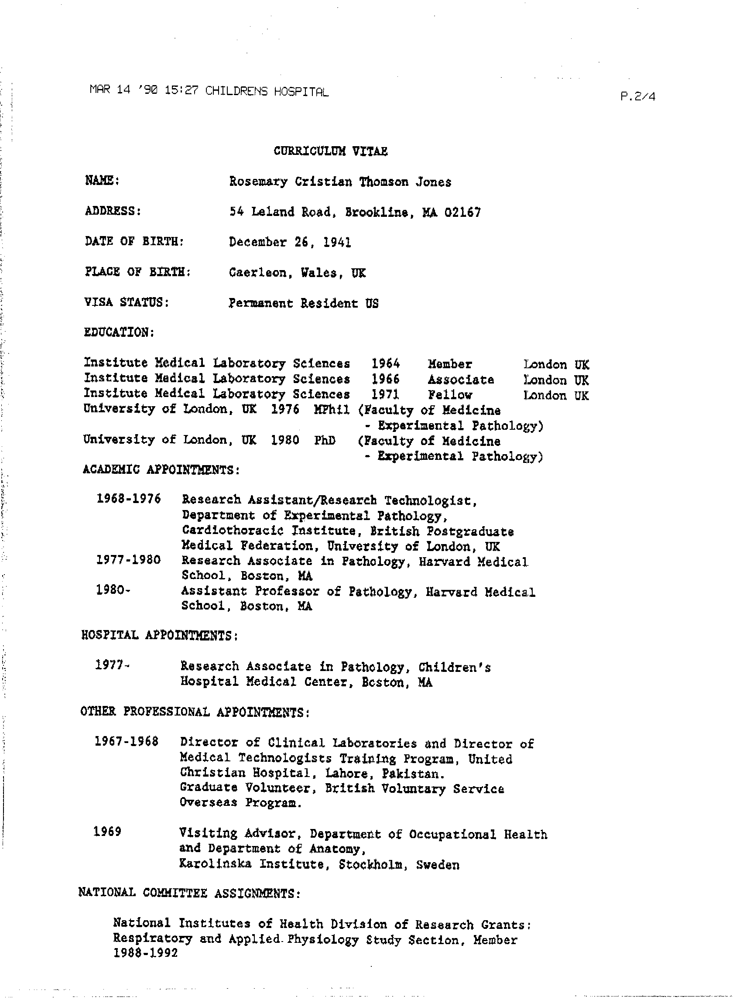 MAR 14 '90 15:27 CHILDRENS HOSPITAL P.2/4
CURRICULUM VITAE
NAME: Rosemary Cristian Thomson Jones
ADDRESS: 54 Leland Road, Brookline, MA 02167
DATE OF BIRTH: December 26, 1941
PLACE OF BIRTH: Caerleon, Wales, UK
VISA STATUS: Permanent Resident US
EDUCATION:
Institute Medical Laboratory Sciences 1964 Member London UK
Institute Medical Laboratory Sciences 1966 Associate London UK
Institute Medical Laboratory Sciences 1971 Fellow London UK
University of London, UK 1976 MPhil (Faculty of Medicine
- Experimental Pathology)
University of London, UK 1980 PhD (Faculty of Medicine
- Experimental Pathology)
ACADEMIC APPOINTMENTS:
1968-1976 Research Assistant/Research Technologist,
Department of Experimental Pathology,
Cardiothoracic Institute, British Postgraduate
Medical Federation, University of London, UK
1977-1980 Research Associate in Pathology, Harvard Medical
School, Boston, MA
1980- Assistant Professor of Pathology, Harvard Medical
School, Boston, MA
HOSPITAL APPOINTMENTS:
1977- Research Associate in Pathology, Children's
Hospital Medical Center, Boston, MA
OTHER PROFESSIONAL APPOINTMENTS:
1967-1968 Director of Clinical Laboratories and Director of
Medical Technologists Training Program, United
Christian Hospital, Lahore, Pakistan.
Graduate Volunteer, British Voluntary Service
Overseas Program.
1969 Visiting Advisor, Department of Occupational Health
and Department of Anatomy,
Karolinska Institute, Stockholm, Sweden
NATIONAL COMMITTEE ASSIGNMENTS:
National Institutes of Health Division of Research Grants:
Respiratory and Applied Physiology Study Section, Member
1988-1992